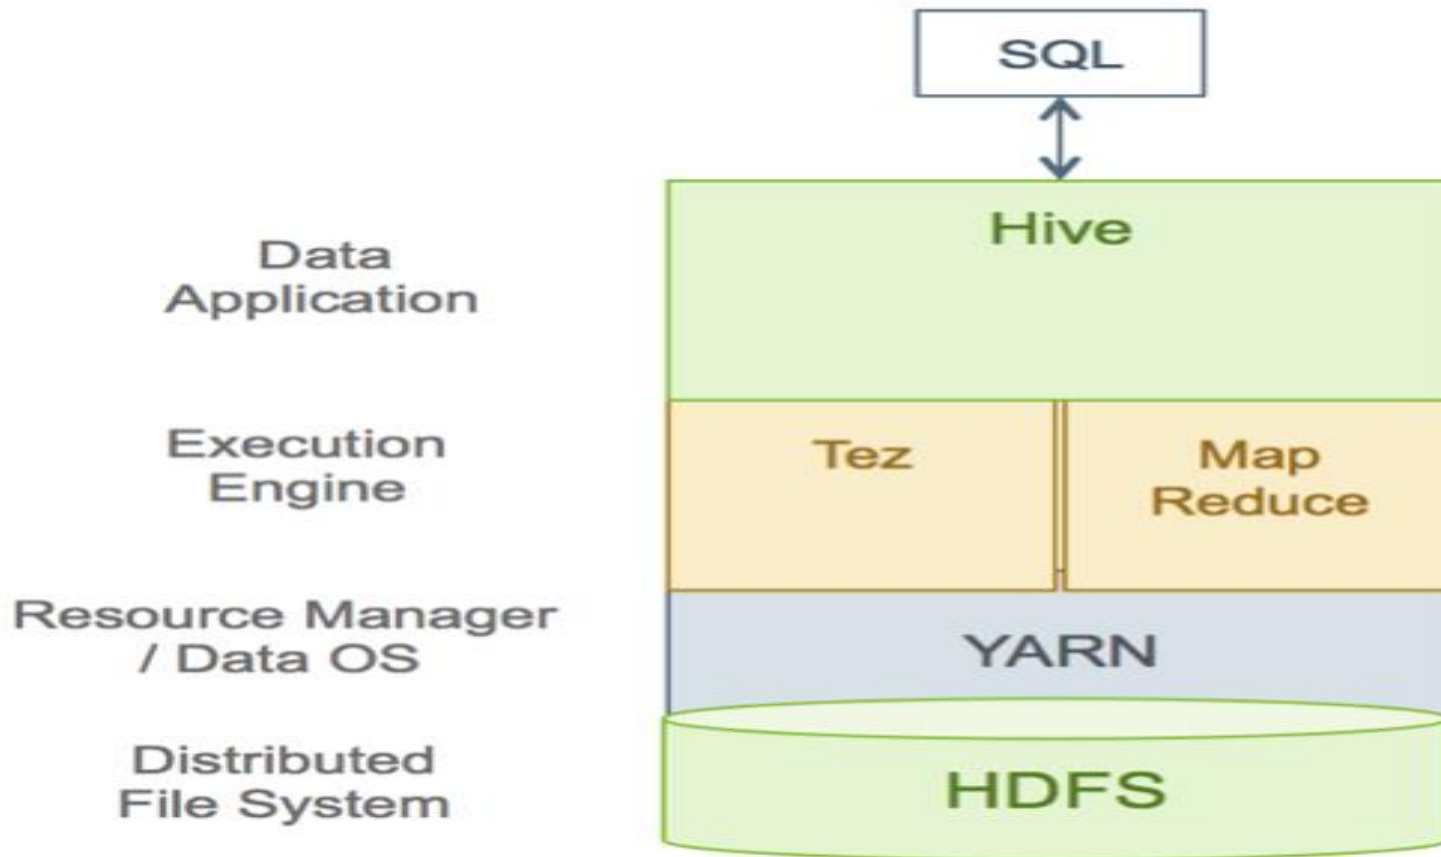 SQL
Data
Application
Hive
Execution
Engine
Tez
Map
Reduce
Resource Manager
/ Data OS
YARN
Distributed
File System
HDFS